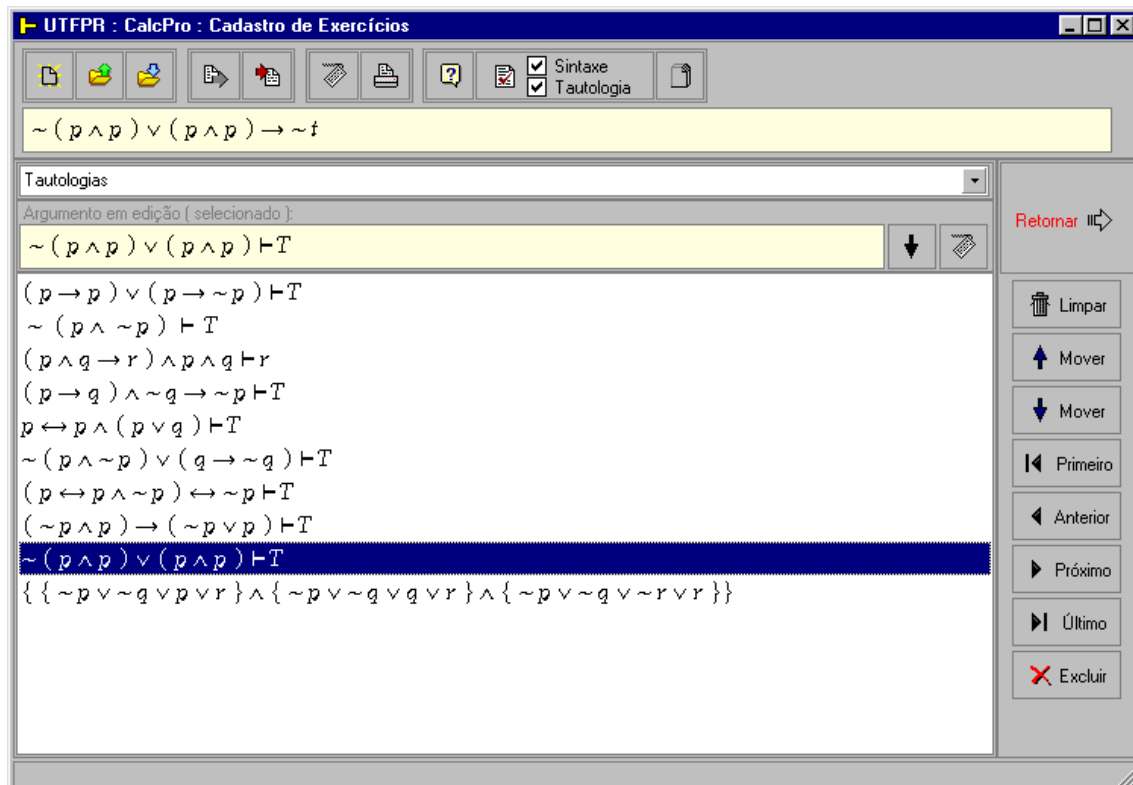 UTFPR : CalcPro : Cadastro de Exercícios
Sintaxe
Tautologia
~ ( p ∧ p ) ∨ ( p ∧ p ) → ~ t
Tautologias
Argumento em edição ( selecionado ):
~ ( p ∧ p ) ∨ ( p ∧ p ) ⊢ T
Retornar
( p → p ) ∨ ( p → ~ p ) ⊢ T
~ ( p ∧ ~ p ) ⊢ T
( p ∧ q → r ) ∧ p ∧ q ⊢ r
( p → q ) ∧ ~ q → ~ p ⊢ T
p ↔ p ∧ ( p ∨ q ) ⊢ T
~ ( p ∧ ~ p ) ∨ ( q → ~ q ) ⊢ T
( p ↔ p ∧ ~ p ) ↔ ~ p ⊢ T
( ~ p ∧ p ) → ( ~ p ∨ p ) ⊢ T
~ ( p ∧ p ) ∨ ( p ∧ p ) ⊢ T
{ { ~ p ∨ ~ q ∨ p ∨ r } ∧ { ~ p ∨ ~ q ∨ q ∨ r } ∧ { ~ p ∨ ~ q ∨ ~ r ∨ r } }
Limpar
Mover
Mover
Primeiro
Anterior
Próximo
Último
Excluir